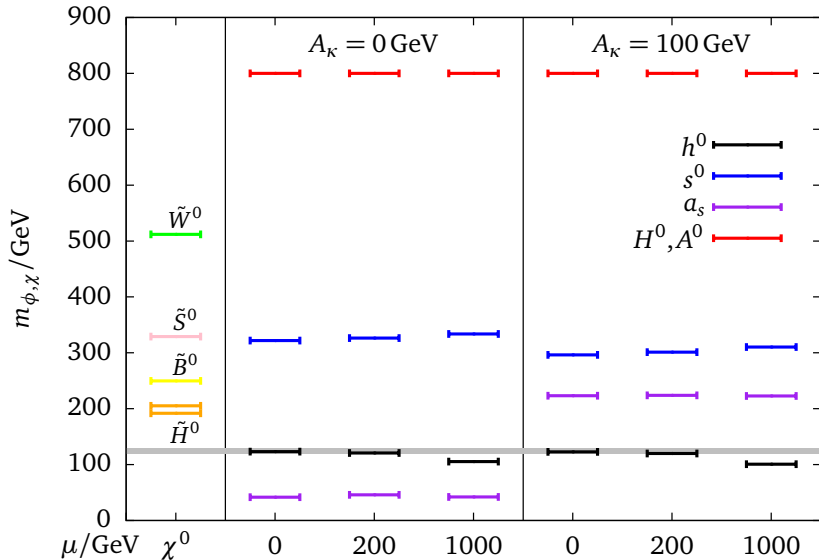 900
800
700
600
500
400
300
200
100
0
m_{ϕ,χ}/GeV
A_κ = 0 GeV
A_κ = 100 GeV
h⁰
s⁰
a_s
H⁰, A⁰
W̃⁰
S̃⁰
B̃⁰
H̃⁰
μ/GeV χ⁰ 0 200 1000 0 200 1000